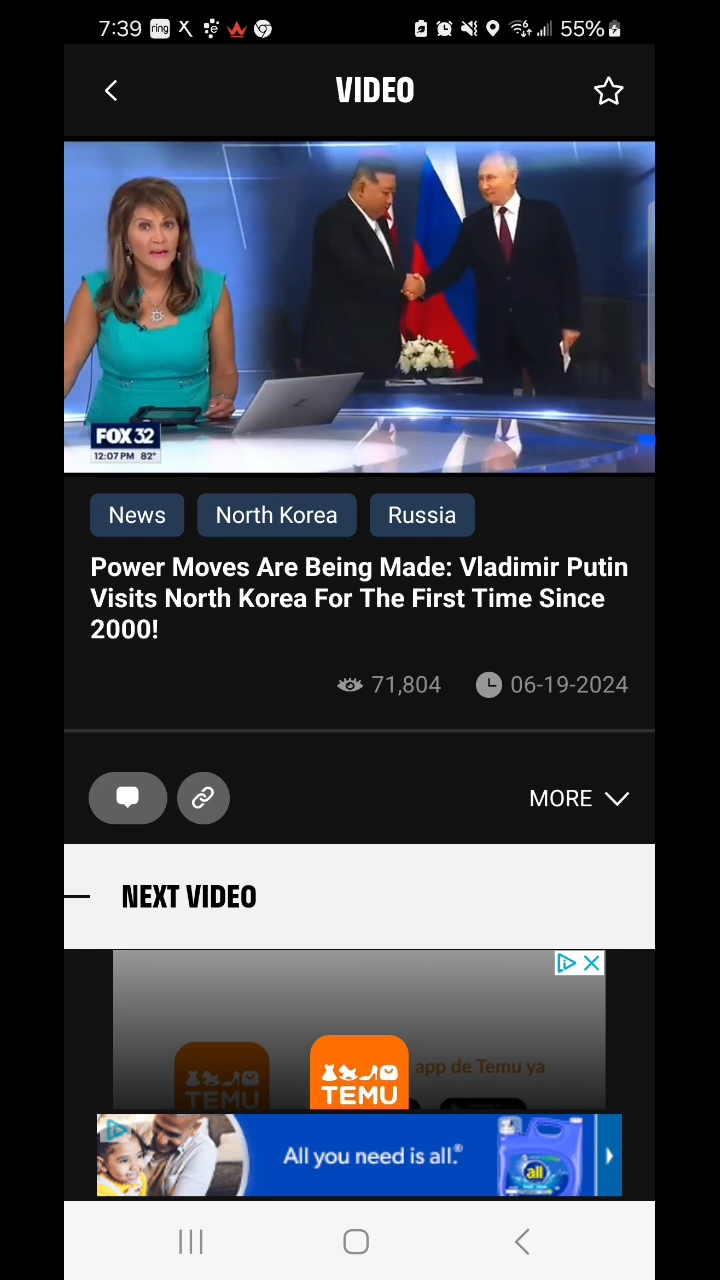 7:39
ring
55%
VIDEO
FOX 32
12:07 PM 82°
News
North Korea
Russia
Power Moves Are Being Made: Vladimir Putin
Visits North Korea For The First Time Since
2000!
71,804
06-19-2024
MORE
NEXT VIDEO
app de Temu ya
TEMU
TEMU
All you need is all.®
all